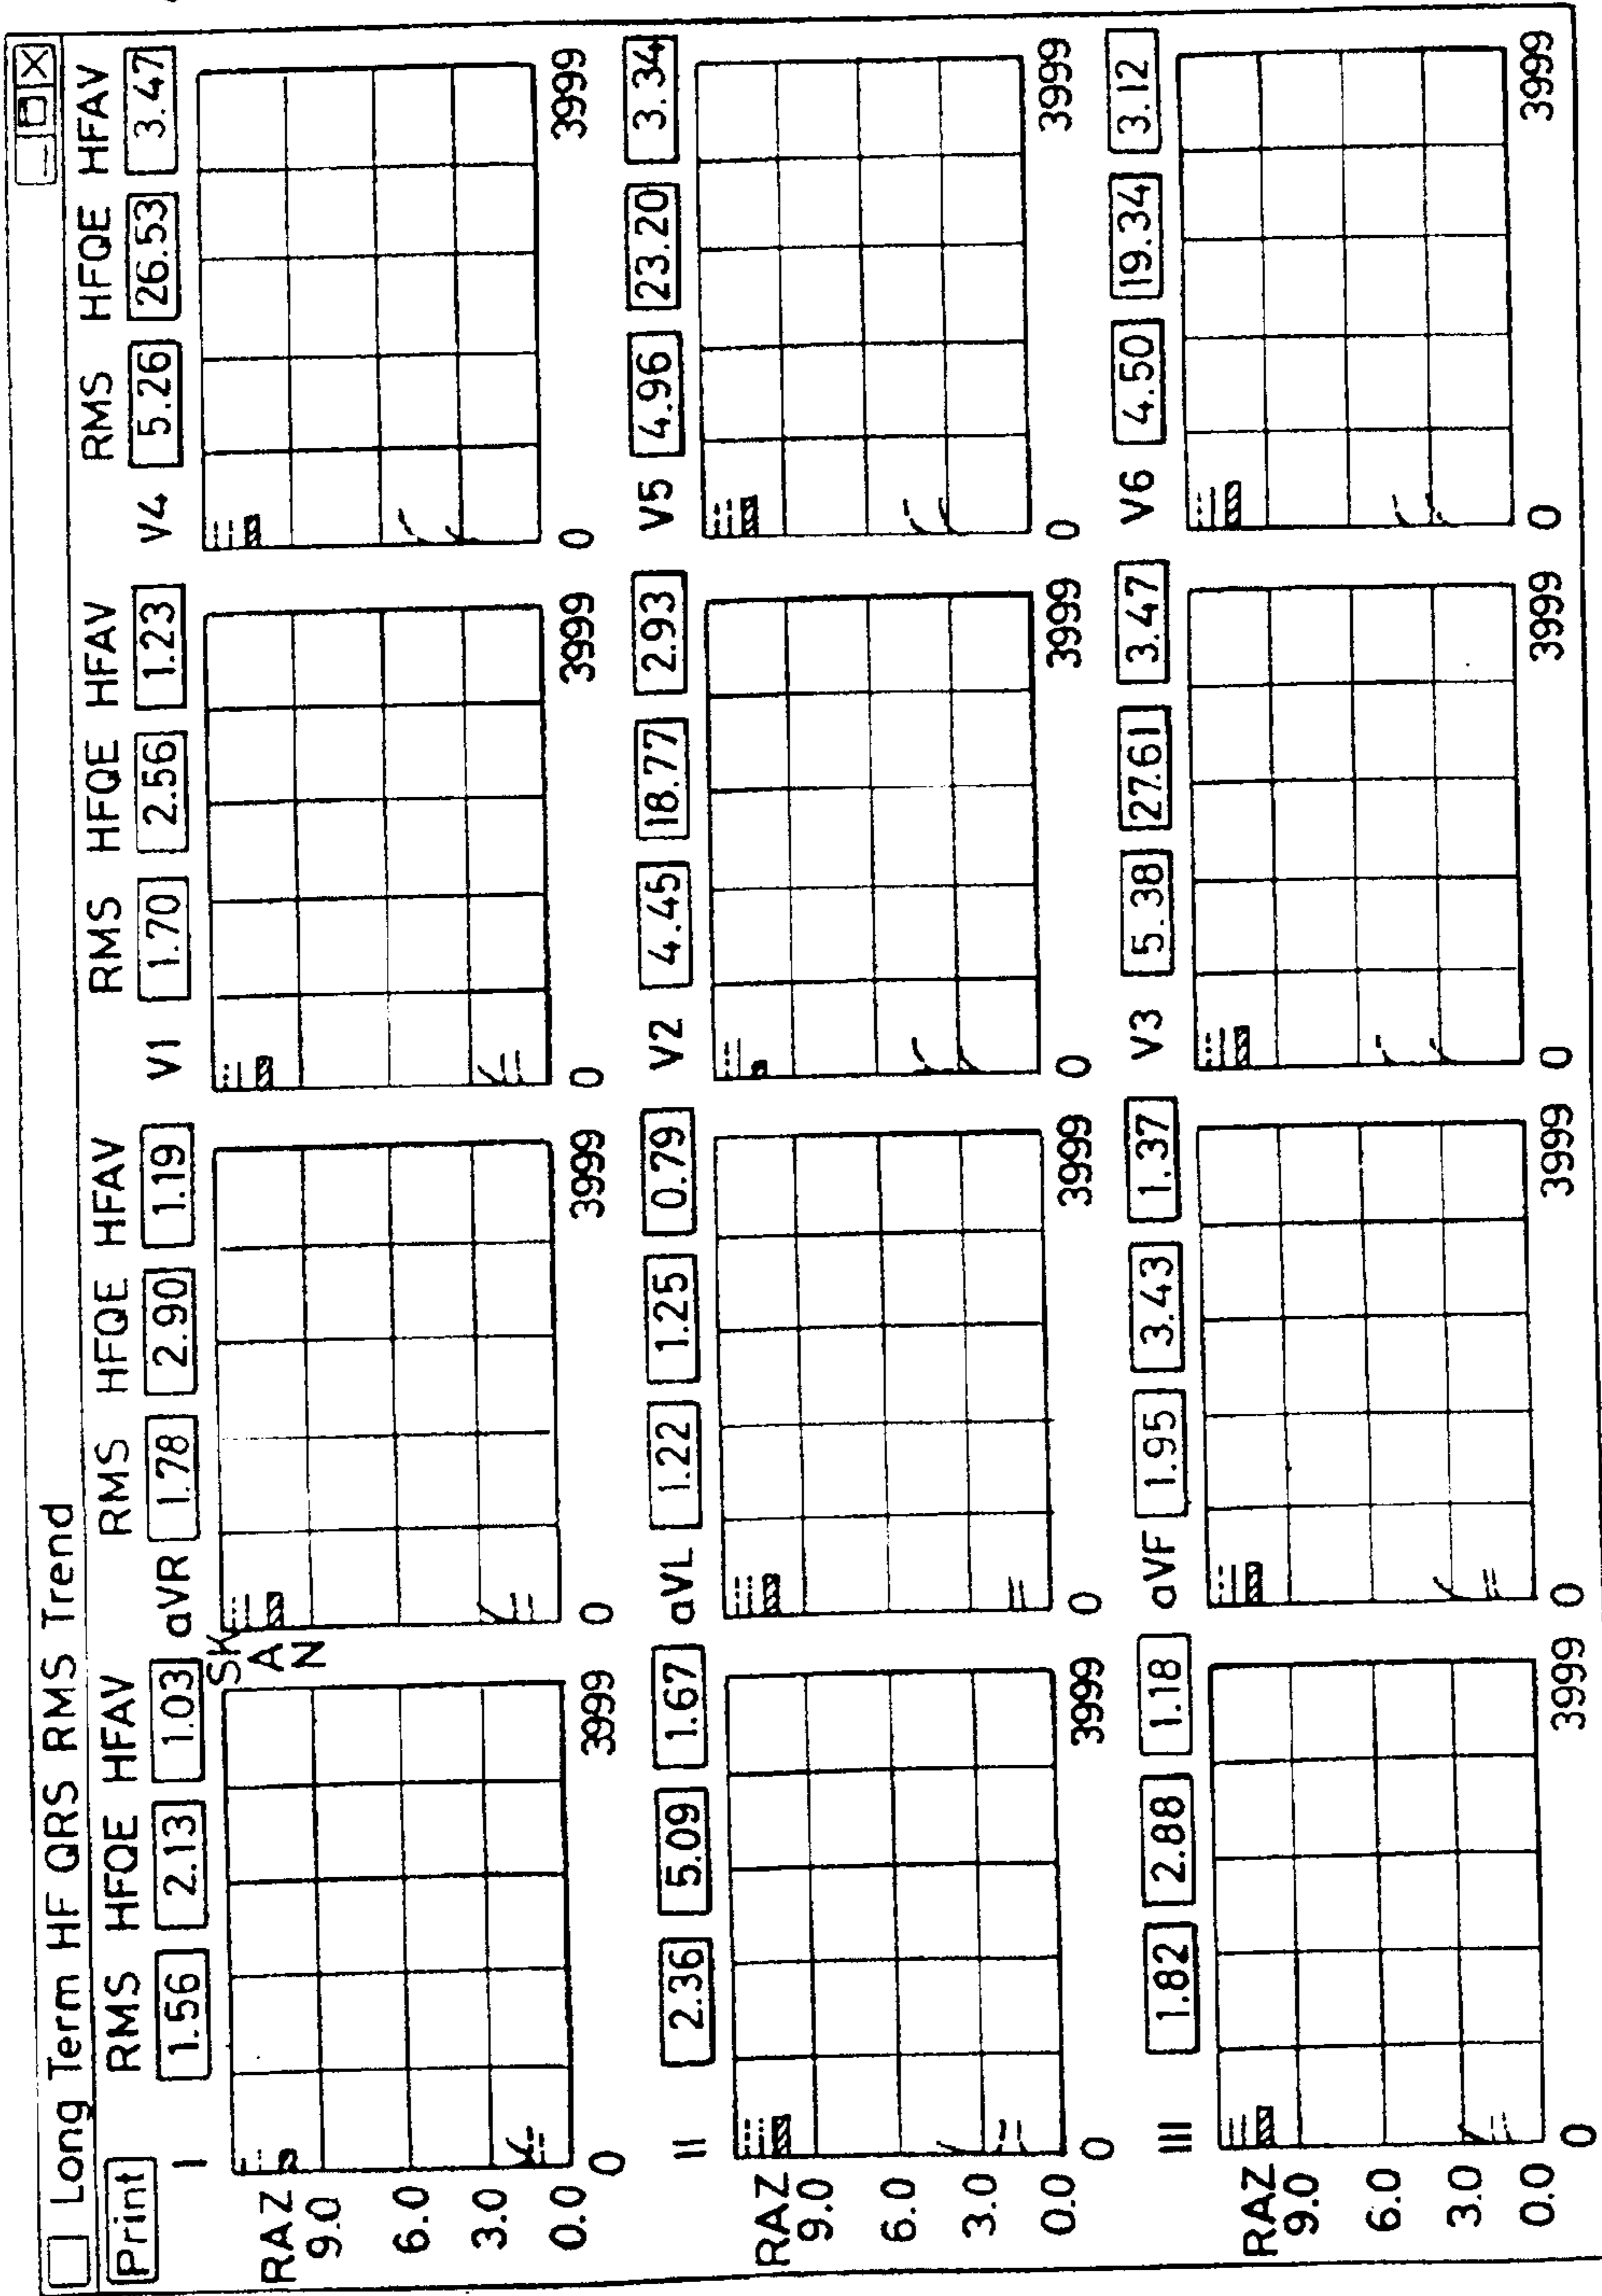 Long Term HF QRS RMS Trend
Print
RMS HFQE HFAV RMS HFQE HFAV RMS HFQE HFAV RMS HFQE HFAV
I 1.56 2.13 1.03 aVR 1.78 2.90 1.19 V1 1.70 2.56 1.23 V4 5.26 26.53 3.47
SK
A
N
RAZ
9.0
6.0
3.0
0.0
0 3999 0 3999 0 3999 0 3999
II 2.36 5.09 1.67 aVL 1.22 1.25 0.79 V2 4.45 18.77 2.93 V5 4.96 23.20 3.34
RAZ
9.0
6.0
3.0
0.0
0 3999 0 3999 0 3999 0 3999
III 1.82 2.88 1.18 aVF 1.95 3.43 1.37 V3 5.38 27.61 3.47 V6 4.50 19.34 3.12
RAZ
9.0
6.0
3.0
0.0
0 3999 0 3999 0 3999 0 3999